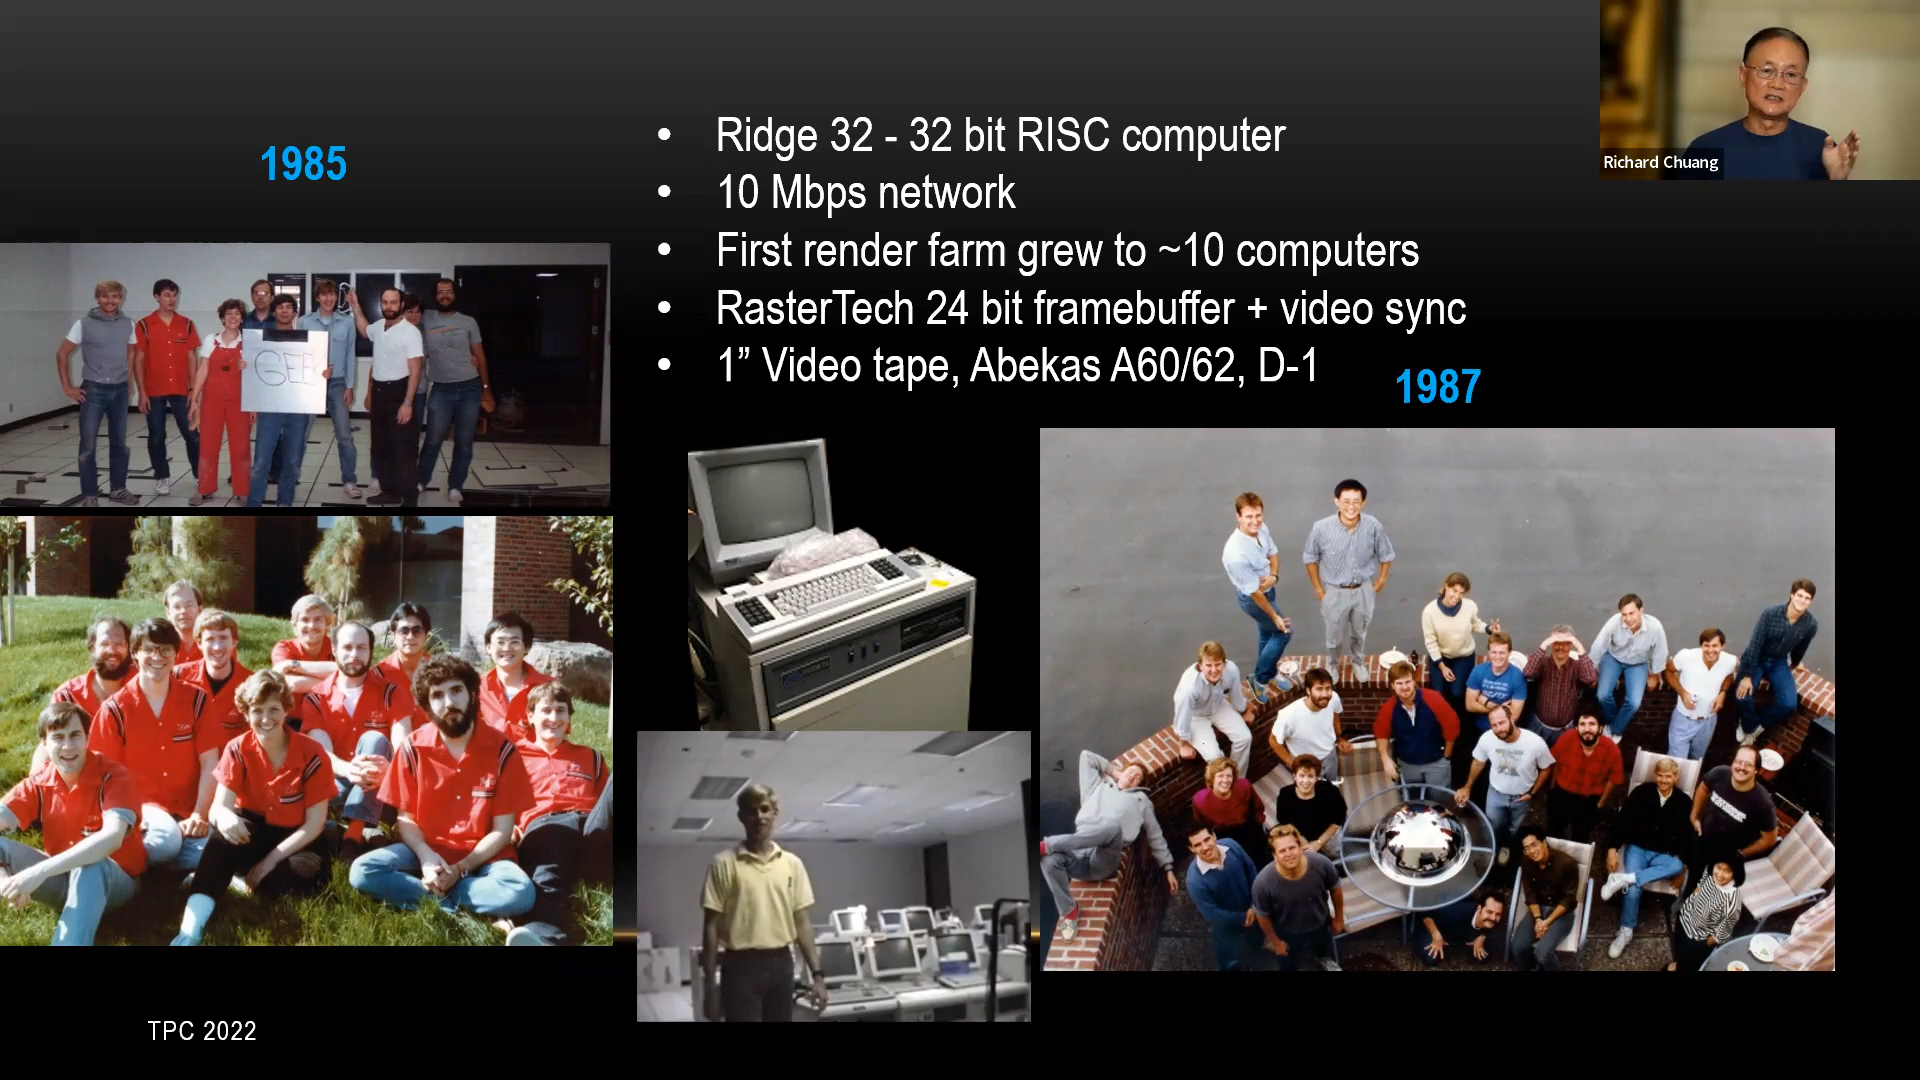 Richard Chuang
1985
• Ridge 32 - 32 bit RISC computer
• 10 Mbps network
• First render farm grew to ~10 computers
• RasterTech 24 bit framebuffer + video sync
• 1” Video tape, Abekas A60/62, D-1
1987
GEE
TPC 2022